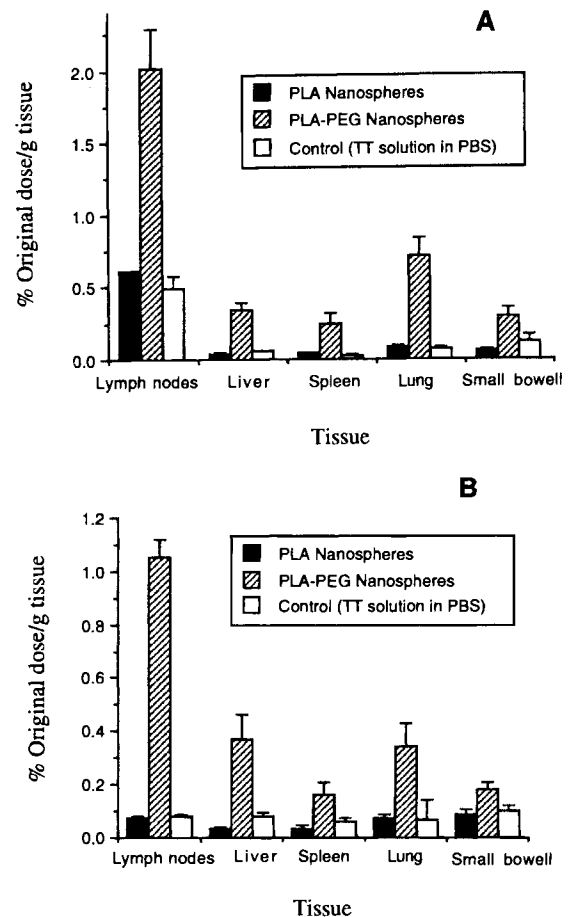 A
% Original dose/g tissue
2.0
1.5
1.0
0.5
0.0
PLA Nanospheres
PLA-PEG Nanospheres
Control (TT solution in PBS)
Lymph nodes Liver Spleen Lung Small bowell
Tissue
B
% Original dose/g tissue
1.2
1.0
0.8
0.6
0.4
0.2
0.0
PLA Nanospheres
PLA-PEG Nanospheres
Control (TT solution in PBS)
Lymph nodes Liver Spleen Lung Small bowell
Tissue